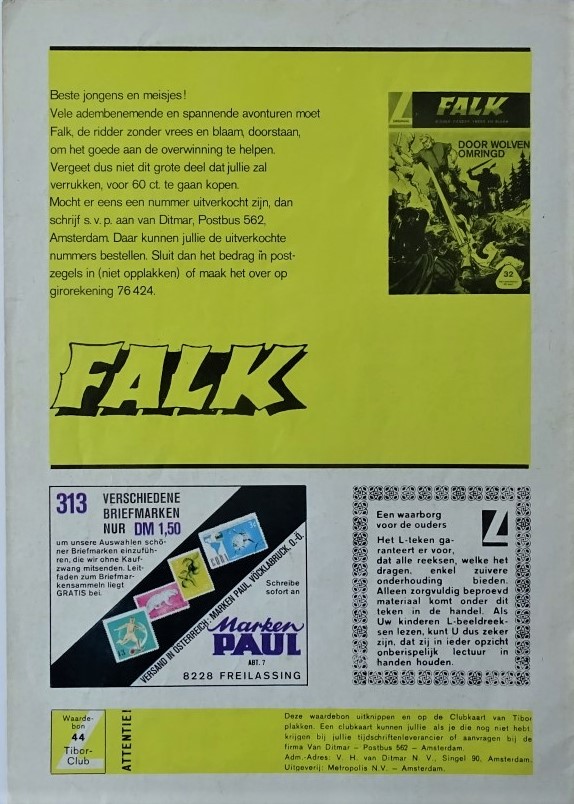 Beste jongens en meisjes!
Vele adembenemende en spannende avonturen moet
Falk, de ridder zonder vrees en blaam, doorstaan,
om het goede aan de overwinning te helpen.
Vergeet dus niet dit grote deel dat jullie zal
verrukken, voor 60 ct. te gaan kopen.
Mocht er eens een nummer uitverkocht zijn, dan
schrijf s.v.p. aan van Ditmar, Postbus 562,
Amsterdam. Daar kunnen jullie de uitverkochte
nummers bestellen. Sluit dan het bedrag in post-
zegels in (niet opplakken) of maak het over op
girorekening 76 424.
FALK
DOOR WOLVEN
OMRINGD
32
FALK
313 VERSCHIEDENE
BRIEFMARKEN
NUR DM 1,50
um unsere Auswahlen schö-
ner Briefmarken einzufüh-
ren, die wir ohne Kauf-
zwang mitsenden. Leit-
faden zum Briefmar-
kensammeln liegt
GRATIS bei.
VERSAND IN ÖSTERREICH: MARKEN PAUL, VÖCKLABRUCK, O.-Ö.
Schreibe
sofort an
Marken
PAUL
ABT. 7
8228 FREILASSING
Een waarborg
voor de ouders
Het L-teken ga-
ranteert er voor,
dat alle reeksen, welke het
dragen, enkel zuivere
onderhouding bieden.
Alleen zorgvuldig beproevd
materiaal komt onder dit
teken in de handel. Als
Uw kinderen L-beeldreek-
sen lezen, kunt U dus zeker
zijn, dat zij in ieder opzicht
onberispelijk lectuur in
handen houden.
Waarde-
bon
44
Tibor-
Club
ATTENTIE!
Deze waardebon uitknippen en op de Clubkaart van Tibor
plakken. Een clubkaart kunnen jullie als je die nog niet hebt,
krijgen bij jullie tijdschriftenleverancier of aanvragen bij de
firma Van Ditmar – Postbus 562 – Amsterdam.
Adm.-Adres: V. H. van Ditmar N. V., Singel 90, Amsterdam.
Uitgeverij: Metropolis N.V. – Amsterdam.